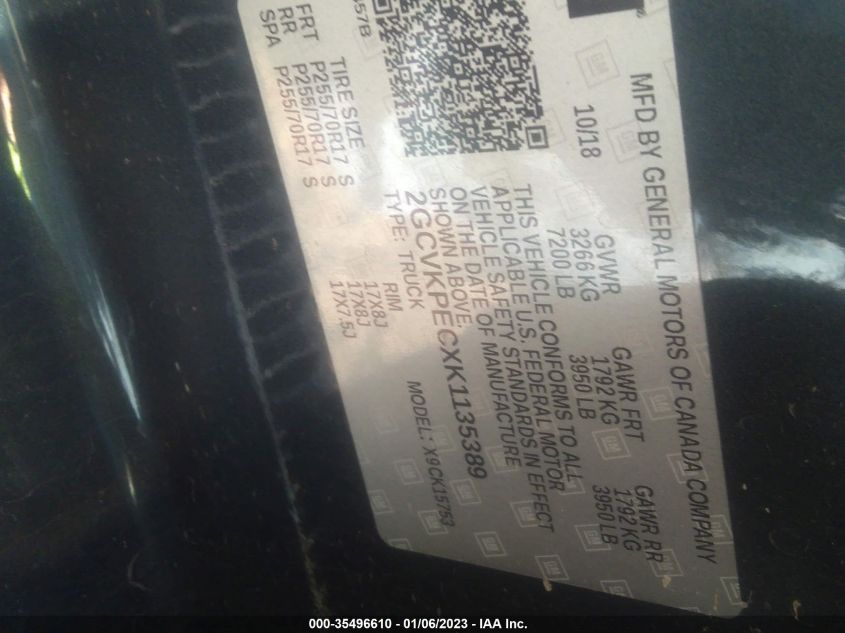 MFD BY GENERAL MOTORS OF CANADA COMPANY
10/18
GVWR
3266 KG
7200 LB
GAWR FRT
1792 KG
3950 LB
GAWR RR
1792 KG
3950 LB
THIS VEHICLE CONFORMS TO ALL
APPLICABLE U.S. FEDERAL MOTOR
VEHICLE SAFETY STANDARDS IN EFFECT
ON THE DATE OF MANUFACTURE
SHOWN ABOVE.
2GCVKPECXK1135389
TYPE: TRUCK
MODEL: X9CK15753
TIRE SIZE RIM
FRT P255/70R17 S 17X8J
RR P255/70R17 S 17X8J
SPA P255/70R17 S 17X7.5J
GM
000-35496610 - 01/06/2023 - IAA Inc.